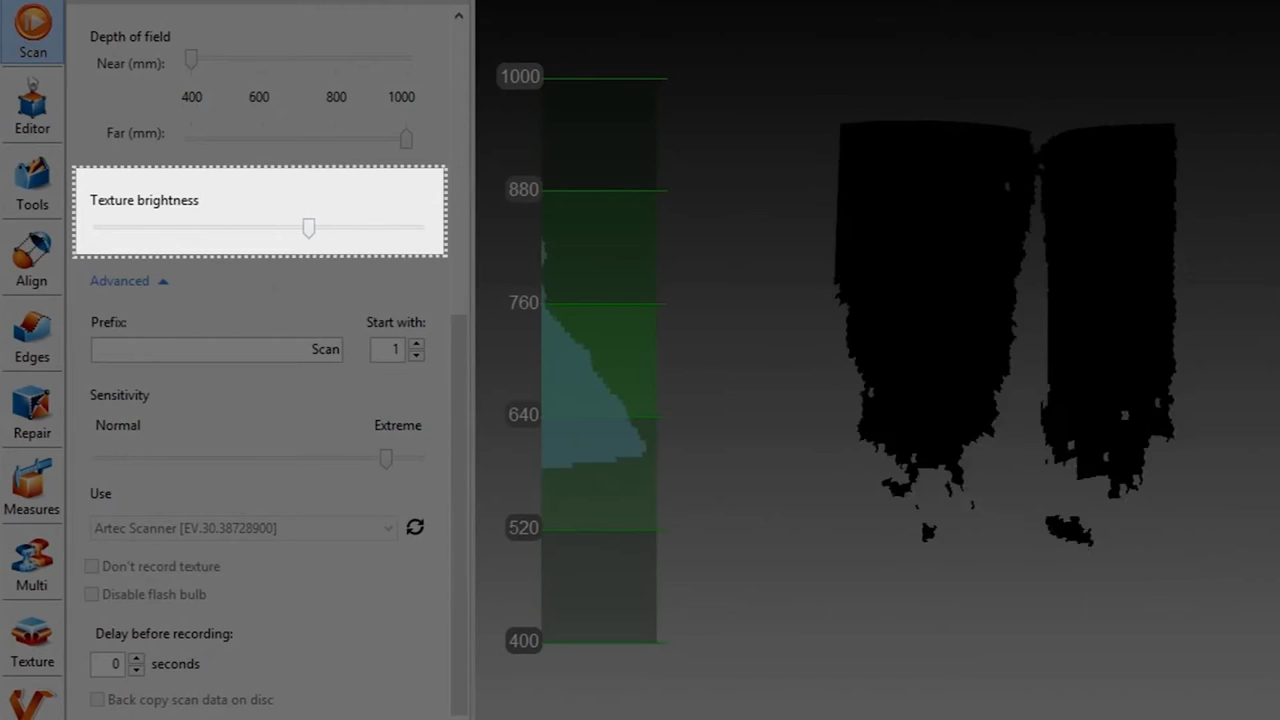 Scan
Editor
Tools
Align
Edges
Repair
Measures
Multi
Texture
Depth of field
Near (mm):
400 600 800 1000
Far (mm):
Texture brightness
Advanced
Prefix: Start with:
Scan 1
Sensitivity
Normal Extreme
Use
Artec Scanner [EV.30.38728900]
Don't record texture
Disable flash bulb
Delay before recording:
0 seconds
Back copy scan data on disc
1000
880
760
640
520
400